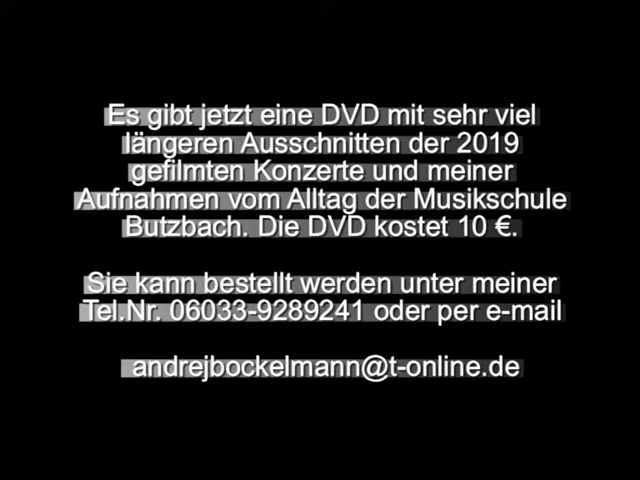 Es gibt jetzt eine DVD mit sehr viel
längeren Ausschnitten der 2019
gefilmten Konzerte und meiner
Aufnahmen vom Alltag der Musikschule
Butzbach. Die DVD kostet 10 €.
Sie kann bestellt werden unter meiner
Tel.Nr. 06033-9289241 oder per e-mail
andrejbockelmann@t-online.de